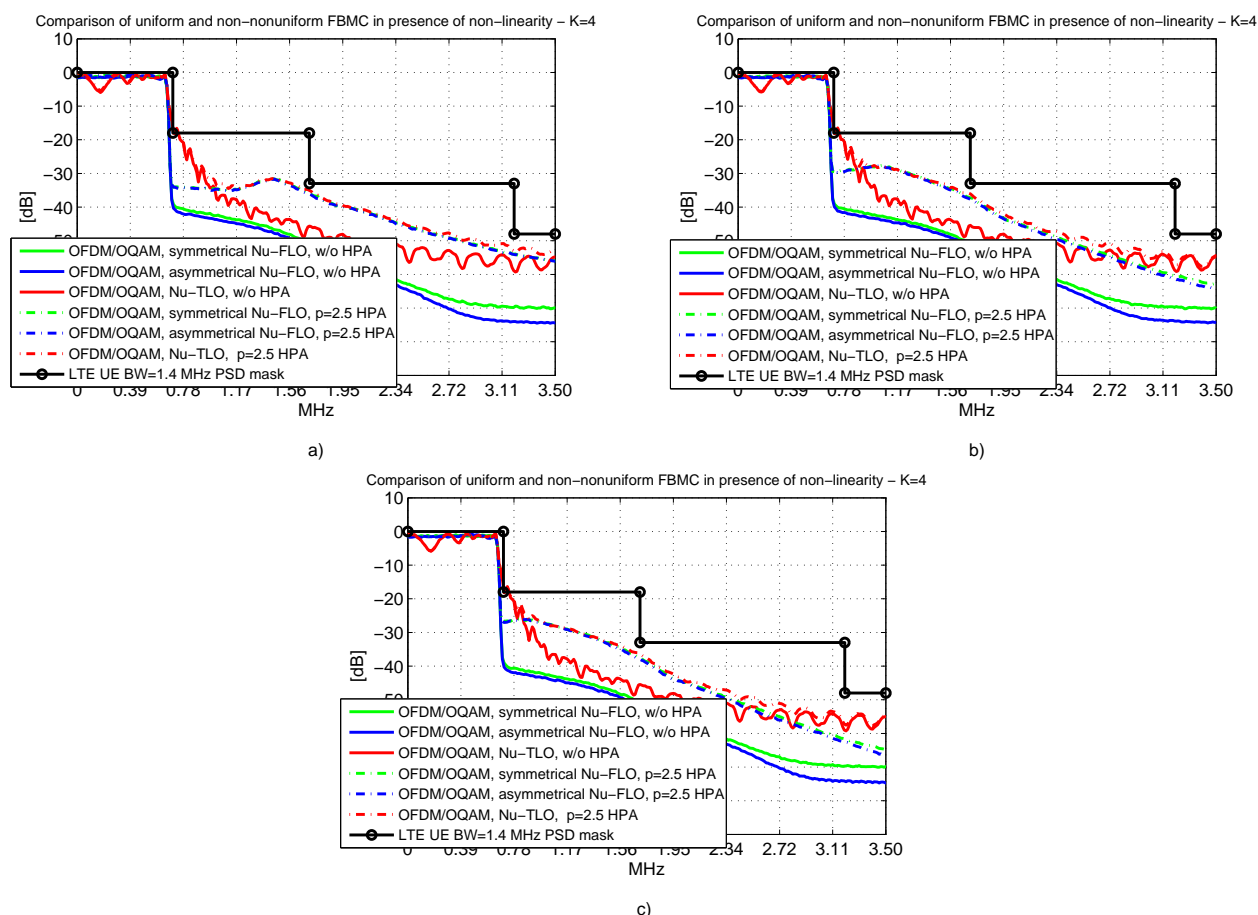 Comparison of uniform and non−nonuniform FBMC in presence of non−linearity − K=4
10
0
−10
−20
−30
−40
−50
[dB]
OFDM/OQAM, symmetrical Nu−FLO, w/o HPA
OFDM/OQAM, asymmetrical Nu−FLO, w/o HPA
OFDM/OQAM, Nu−TLO, w/o HPA
OFDM/OQAM, symmetrical Nu−FLO, p=2.5 HPA
OFDM/OQAM, asymmetrical Nu−FLO, p=2.5 HPA
OFDM/OQAM, Nu−TLO, p=2.5 HPA
LTE UE BW=1.4 MHz PSD mask
0 0.39 0.78 1.17 1.56 1.95 2.34 2.72 3.11 3.50
MHz
a)
Comparison of uniform and non−nonuniform FBMC in presence of non−linearity − K=4
10
0
−10
−20
−30
−40
−50
[dB]
OFDM/OQAM, symmetrical Nu−FLO, w/o HPA
OFDM/OQAM, asymmetrical Nu−FLO, w/o HPA
OFDM/OQAM, Nu−TLO, w/o HPA
OFDM/OQAM, symmetrical Nu−FLO, p=2.5 HPA
OFDM/OQAM, asymmetrical Nu−FLO, p=2.5 HPA
OFDM/OQAM, Nu−TLO, p=2.5 HPA
LTE UE BW=1.4 MHz PSD mask
0 0.39 0.78 1.17 1.56 1.95 2.34 2.72 3.11 3.50
MHz
b)
Comparison of uniform and non−nonuniform FBMC in presence of non−linearity − K=4
10
0
−10
−20
−30
−40
−50
[dB]
OFDM/OQAM, symmetrical Nu−FLO, w/o HPA
OFDM/OQAM, asymmetrical Nu−FLO, w/o HPA
OFDM/OQAM, Nu−TLO, w/o HPA
OFDM/OQAM, symmetrical Nu−FLO, p=2.5 HPA
OFDM/OQAM, asymmetrical Nu−FLO, p=2.5 HPA
OFDM/OQAM, Nu−TLO, p=2.5 HPA
LTE UE BW=1.4 MHz PSD mask
0 0.39 0.78 1.17 1.56 1.95 2.34 2.72 3.11 3.50
MHz
c)